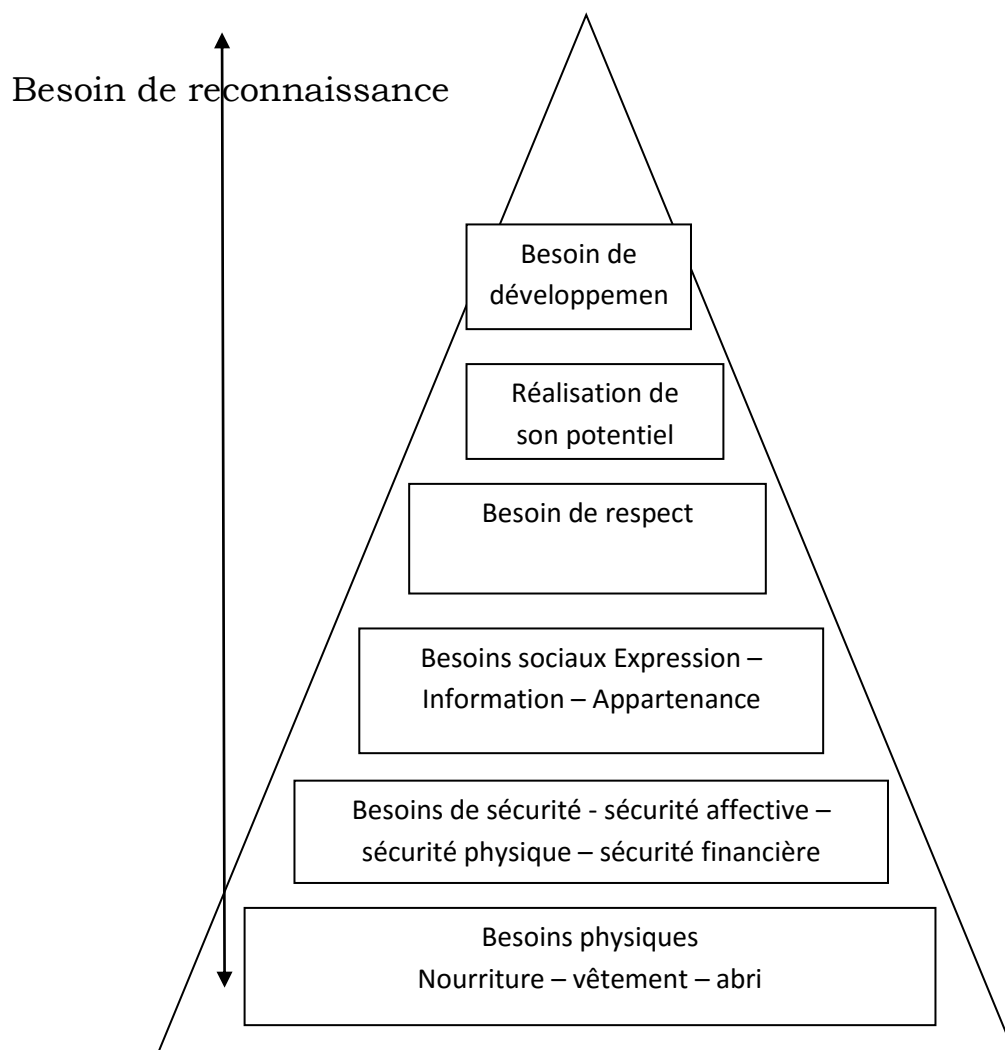 Besoin de reconnaissance
Besoin de
développemen
Réalisation de
son potentiel
Besoin de respect
Besoins sociaux Expression –
Information – Appartenance
Besoins de sécurité - sécurité affective –
sécurité physique – sécurité financière
Besoins physiques
Nourriture – vêtement – abri